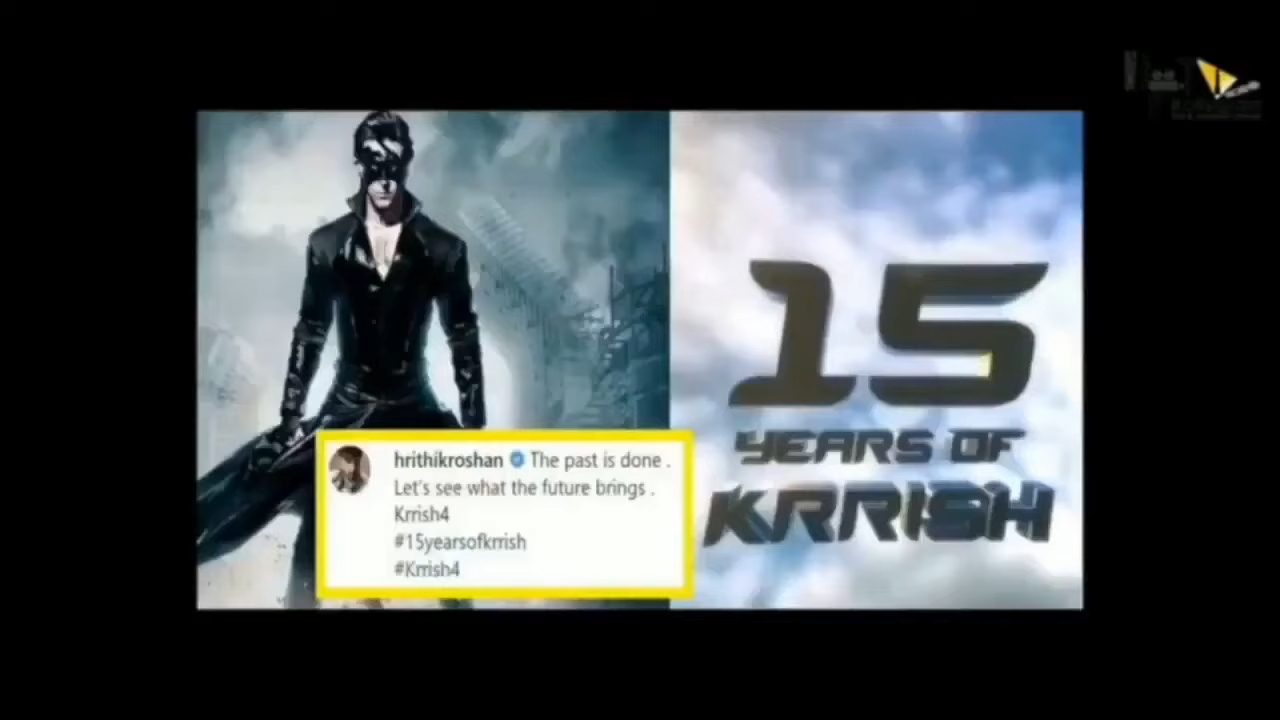 hrithikroshan The past is done .
Let's see what the future brings .
Krrish4
#15yearsofkrrish
#Krrish4
15
YEARS OF
KRRISH